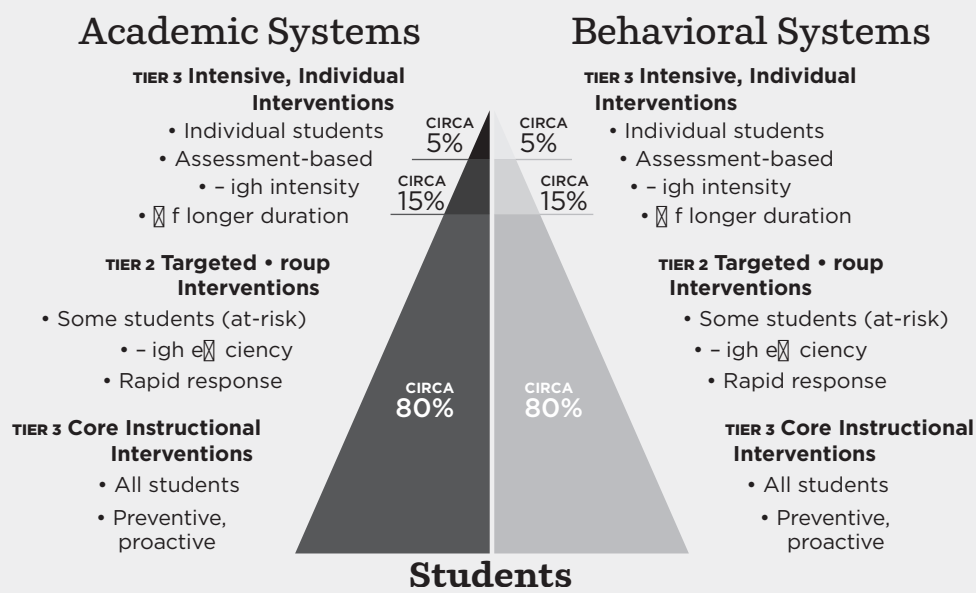 Academic Systems
TIER 3 Intensive, Individual
Interventions
• Individual students
• Assessment-based
• – igh intensity
• f longer duration
TIER 2 Targeted • roup
Interventions
• Some students (at-risk)
• – igh e ciency
• Rapid response
TIER 3 Core Instructional
Interventions
• All students
• Preventive,
proactive
CIRCA
5%
CIRCA
15%
CIRCA
80%
Behavioral Systems
TIER 3 Intensive, Individual
Interventions
• Individual students
• Assessment-based
• – igh intensity
• f longer duration
TIER 2 Targeted • roup
Interventions
• Some students (at-risk)
• – igh e ciency
• Rapid response
TIER 3 Core Instructional
Interventions
• All students
• Preventive,
proactive
CIRCA
5%
CIRCA
15%
CIRCA
80%
Students